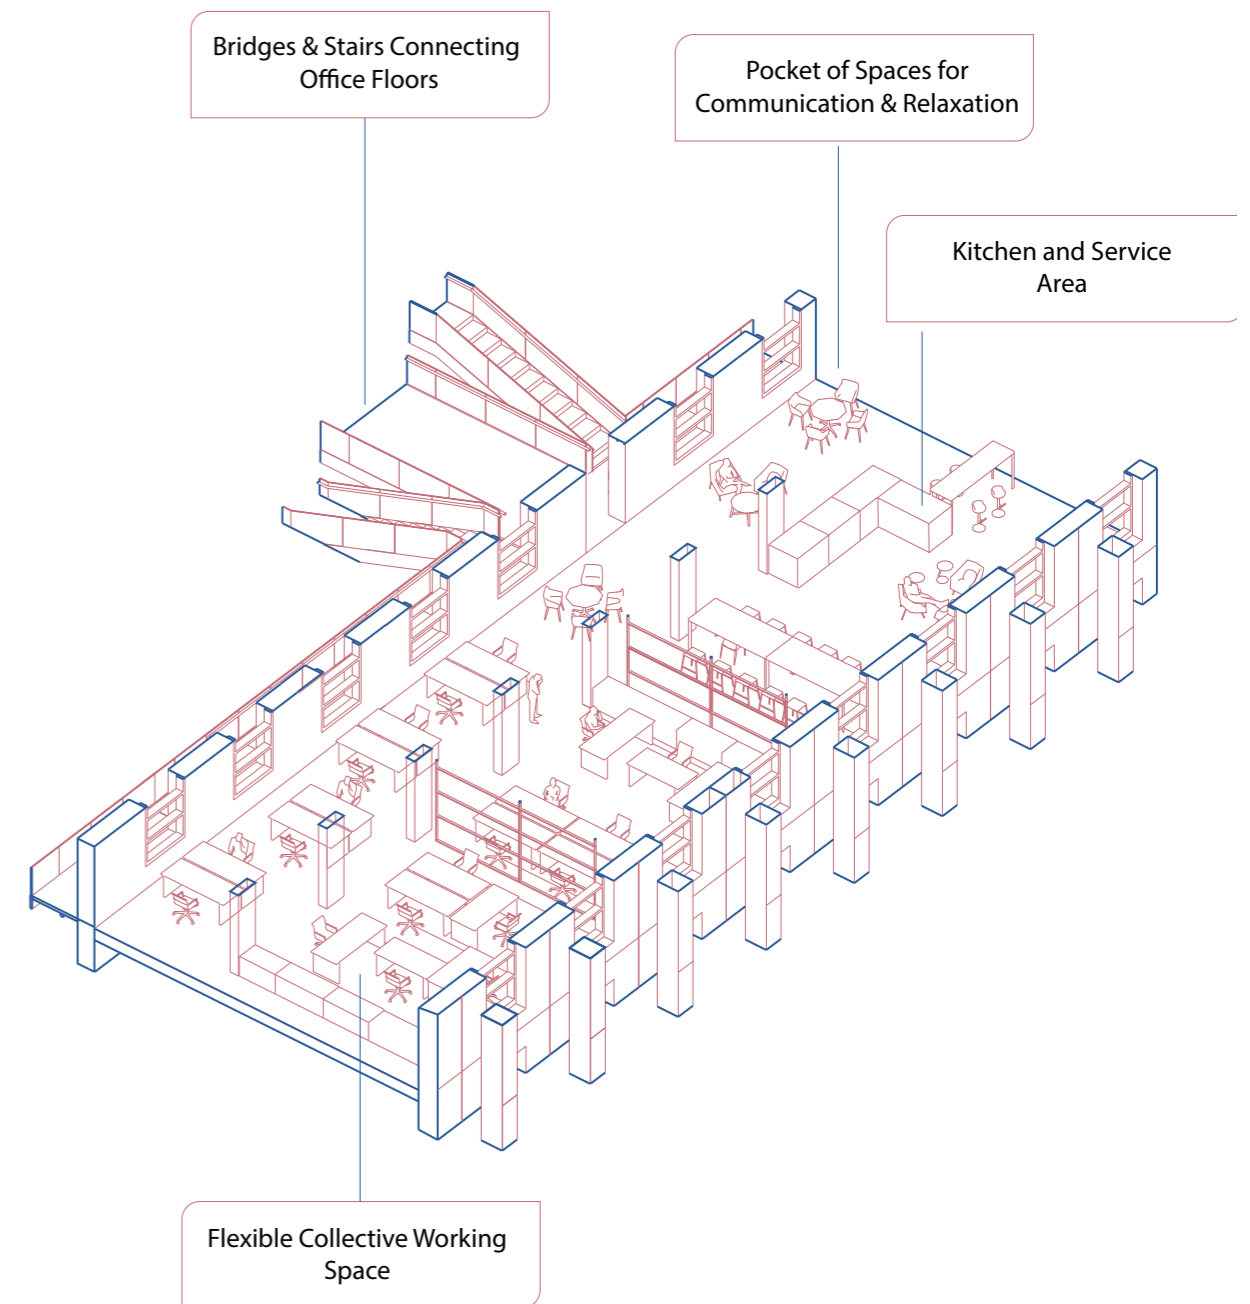 Bridges & Stairs Connecting
Office Floors
Pocket of Spaces for
Communication & Relaxation
Kitchen and Service
Area
Flexible Collective Working
Space